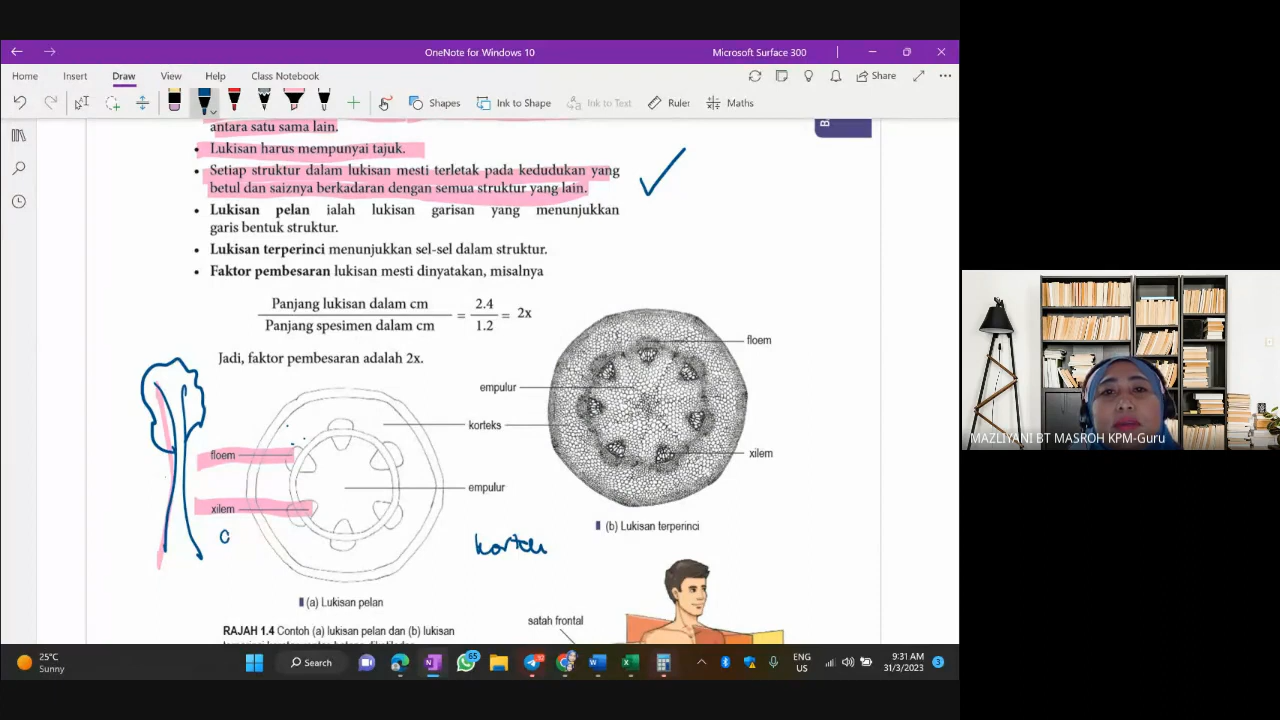 OneNote for Windows 10
Microsoft Surface 300
Home Insert Draw View Help Class Notebook
Share
Shapes Ink to Shape Ink to Text Ruler Maths
antara satu sama lain.
• Lukisan harus mempunyai tajuk.
• Setiap struktur dalam lukisan mesti terletak pada kedudukan yang
betul dan saiznya berkadaran dengan semua struktur yang lain.
• Lukisan pelan ialah lukisan garisan yang menunjukkan
garis bentuk struktur.
• Lukisan terperinci menunjukkan sel-sel dalam struktur.
• Faktor pembesaran lukisan mesti dinyatakan, misalnya
Panjang lukisan dalam cm
Panjang spesimen dalam cm
= 2.4
1.2
= 2x
Jadi, faktor pembesaran adalah 2x.
floem
empulur
korteks
floem
xilem
empulur
xilem
(b) Lukisan terperinci
(a) Lukisan pelan
RAJAH 1.4 Contoh (a) lukisan pelan dan (b) lukisan
satah frontal
MAZLIYANI BT MASROH KPM-Guru
25°C
Sunny
Search
65
10
ENG
US
9:31 AM
31/3/2023
3